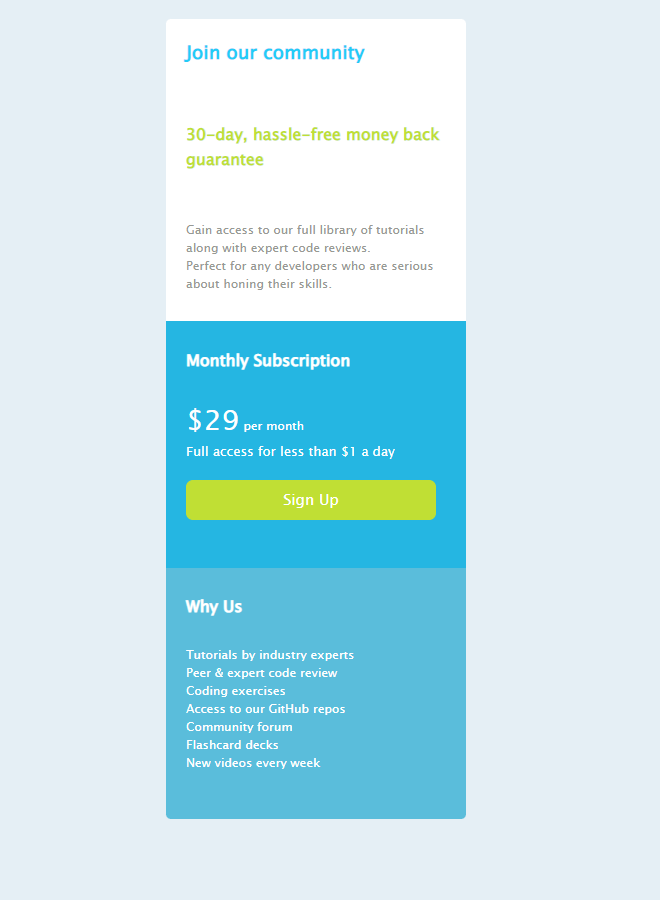 Join our community
30-day, hassle-free money back
guarantee
Gain access to our full library of tutorials
along with expert code reviews.
Perfect for any developers who are serious
about honing their skills.
Monthly Subscription
$29 per month
Full access for less than $1 a day
Sign Up
Why Us
Tutorials by industry experts
Peer & expert code review
Coding exercises
Access to our GitHub repos
Community forum
Flashcard decks
New videos every week